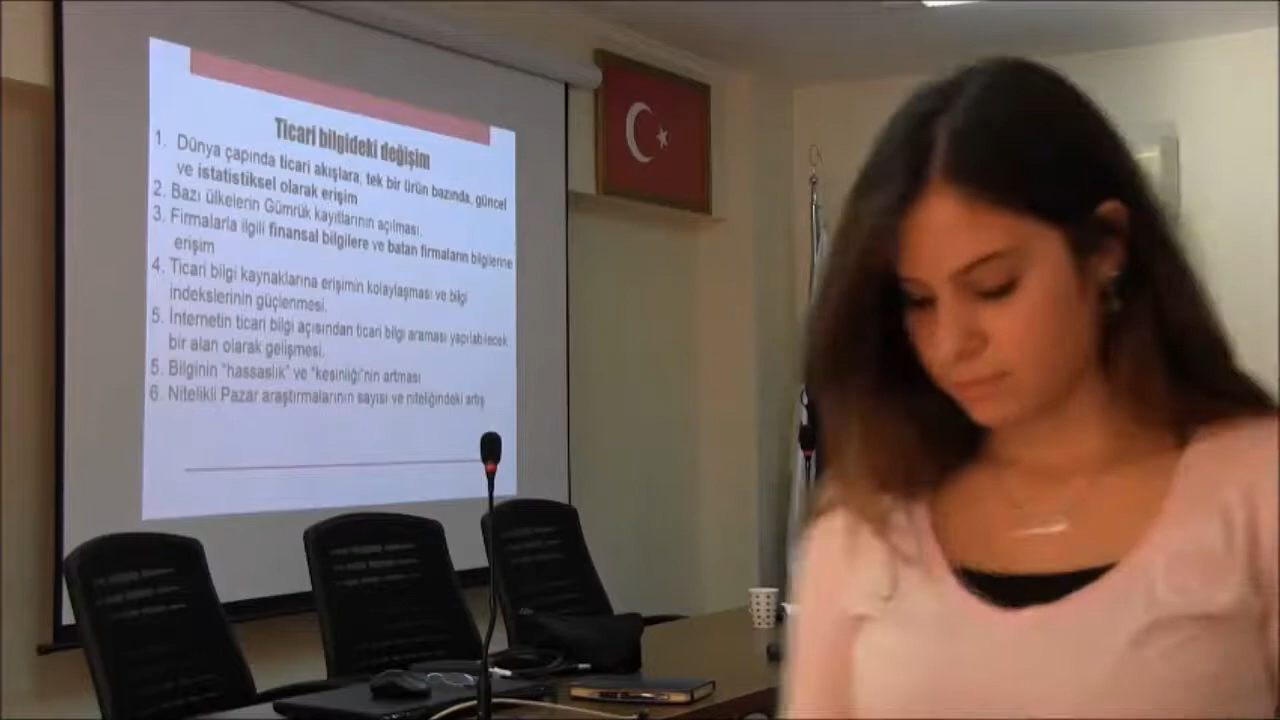 Ticari bilgideki değişim
1. Dünya çapında ticari akışlara, tek bir ürün bazında, güncel
ve istatistiksel olarak erişim
2. Bazı ülkelerin Gümrük kayıtlarının açılması.
3. Firmalarla ilgili finansal bilgilere ve batan firmaların bilgilerine
erişim
4. Ticari bilgi kaynaklarına erişimin kolaylaşması ve bilgi
indekslerinin güçlenmesi.
5. İnternetin ticari bilgi açısından ticari bilgi araması yapılabilecek
bir alan olarak gelişmesi.
5. Bilginin "hassaslık" ve "kesinliği"nin artması
6. Nitelikli Pazar araştırmalarının sayısı ve niteliğindeki artış